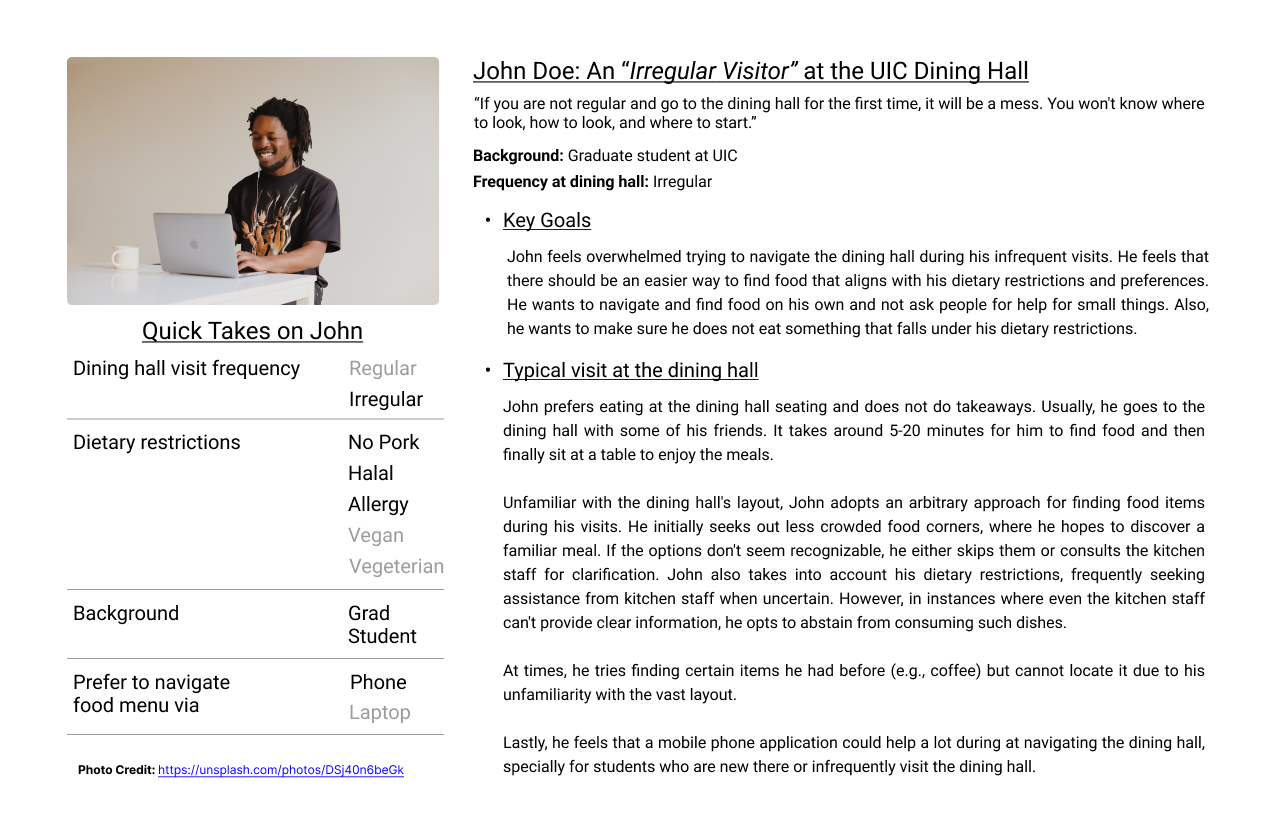 John Doe: An “Irregular Visitor” at the UIC Dining Hall
“If you are not regular and go to the dining hall for the first time, it will be a mess. You won't know where
to look, how to look, and where to start.”
Background: Graduate student at UIC
Frequency at dining hall: Irregular
• Key Goals
John feels overwhelmed trying to navigate the dining hall during his infrequent visits. He feels that
there should be an easier way to find food that aligns with his dietary restrictions and preferences.
He wants to navigate and find food on his own and not ask people for help for small things. Also,
he wants to make sure he does not eat something that falls under his dietary restrictions.
• Typical visit at the dining hall
John prefers eating at the dining hall seating and does not do takeaways. Usually, he goes to the
dining hall with some of his friends. It takes around 5-20 minutes for him to find food and then
finally sit at a table to enjoy the meals.
Unfamiliar with the dining hall's layout, John adopts an arbitrary approach for finding food items
during his visits. He initially seeks out less crowded food corners, where he hopes to discover a
familiar meal. If the options don't seem recognizable, he either skips them or consults the kitchen
staff for clarification. John also takes into account his dietary restrictions, frequently seeking
assistance from kitchen staff when uncertain. However, in instances where even the kitchen staff
can't provide clear information, he opts to abstain from consuming such dishes.
At times, he tries finding certain items he had before (e.g., coffee) but cannot locate it due to his
unfamiliarity with the vast layout.
Lastly, he feels that a mobile phone application could help a lot during at navigating the dining hall,
specially for students who are new there or infrequently visit the dining hall.
Quick Takes on John
Dining hall visit frequency Regular
Irregular
Dietary restrictions No Pork
Halal
Allergy
Vegan
Vegeterian
Background Grad
Student
Prefer to navigate Phone
food menu via Laptop
Photo Credit: https://unsplash.com/photos/DSj40n6beGk